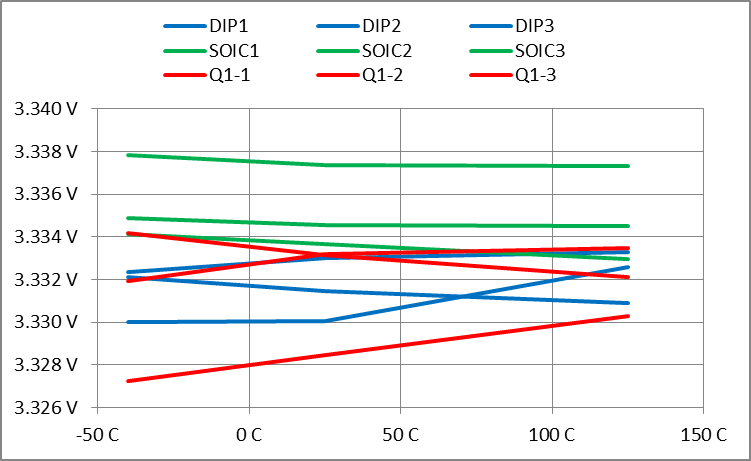 DIP1 DIP2 DIP3
SOIC1 SOIC2 SOIC3
Q1-1 Q1-2 Q1-3
3.340 V
3.338 V
3.336 V
3.334 V
3.332 V
3.330 V
3.328 V
3.326 V
-50 C 0 C 50 C 100 C 150 C